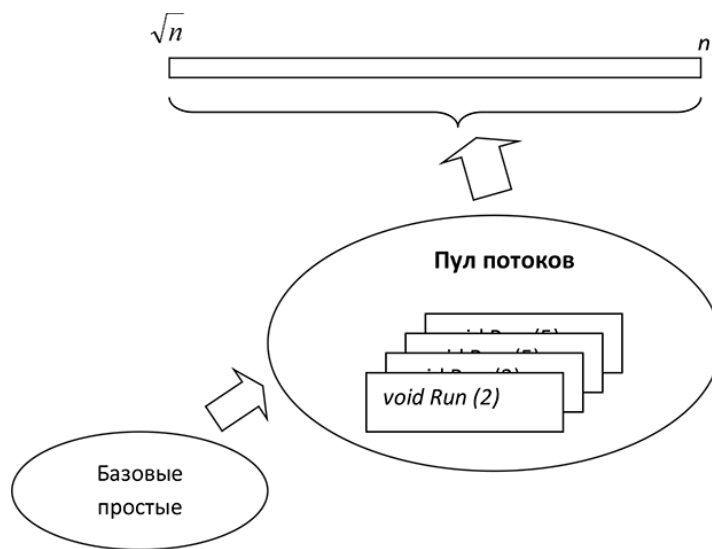 √n
n
Пул потоков
void Run (2)
Базовые
простые